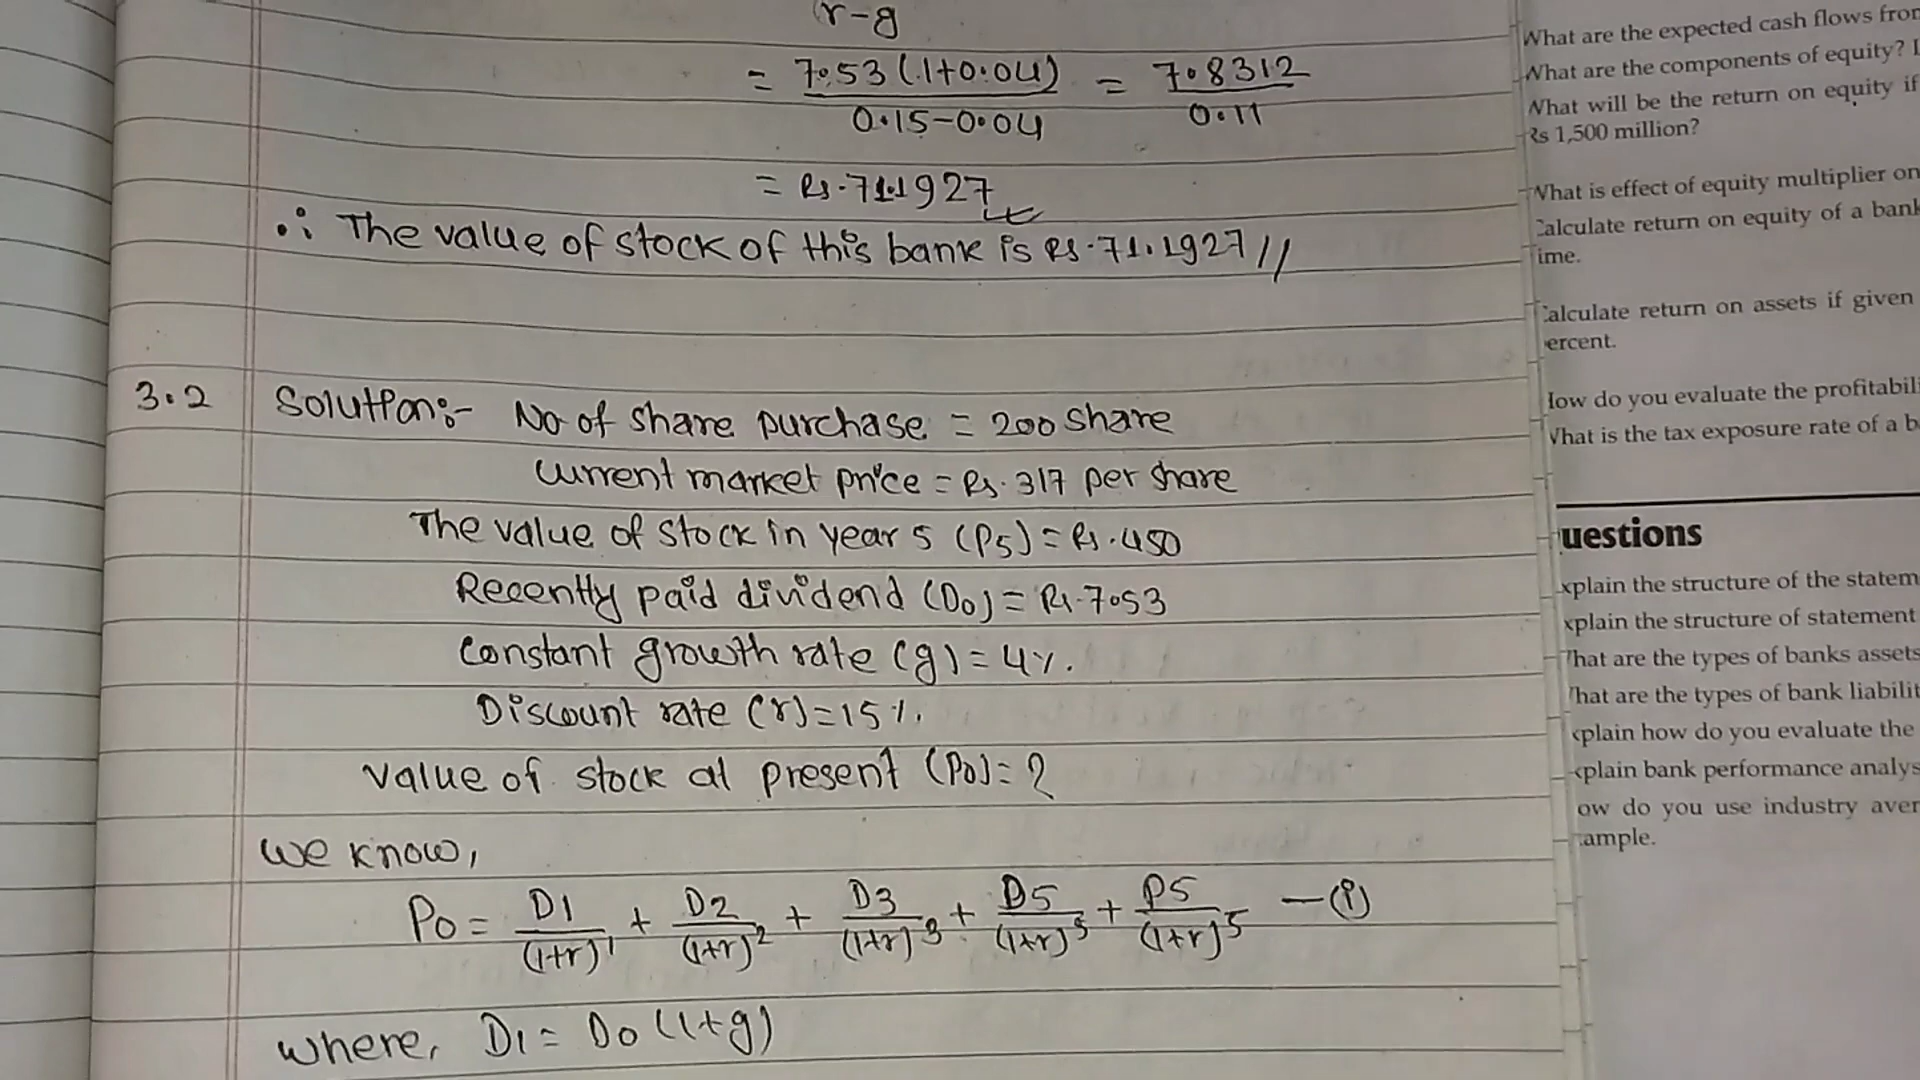 r-g
= 7.53 (1+0.04) = 7.8312
0.15-0.04 0.11
= Rs.71.1927
∴ The value of stock of this bank is Rs.71.1927//
3.2 Solution:- No of share purchase = 200 share
Current market price = Rs. 317 per share
The value of stock in year 5 (P5) = Rs.450
Recently paid dividend (D0) = Rs.7.53
Constant growth rate (g) = 4%.
Discount rate (r) = 15%.
Value of stock at present (P0) = ?
We know,
P0 = D1/(1+r)^1 + D2/(1+r)^2 + D3/(1+r)^3 + D5/(1+r)^5 + P5/(1+r)^5 — (i)
where, D1 = D0 (1+g)
What are the expected cash flows from
What are the components of equity?
What will be the return on equity if
Rs 1,500 million?
What is effect of equity multiplier on
Calculate return on equity of a bank
ime.
Calculate return on assets if given
ercent.
How do you evaluate the profitabili
What is the tax exposure rate of a b
uestions
xplain the structure of the statem
xplain the structure of statement
hat are the types of banks assets
hat are the types of bank liabilit
xplain how do you evaluate the
xplain bank performance analys
ow do you use industry aver
ample.